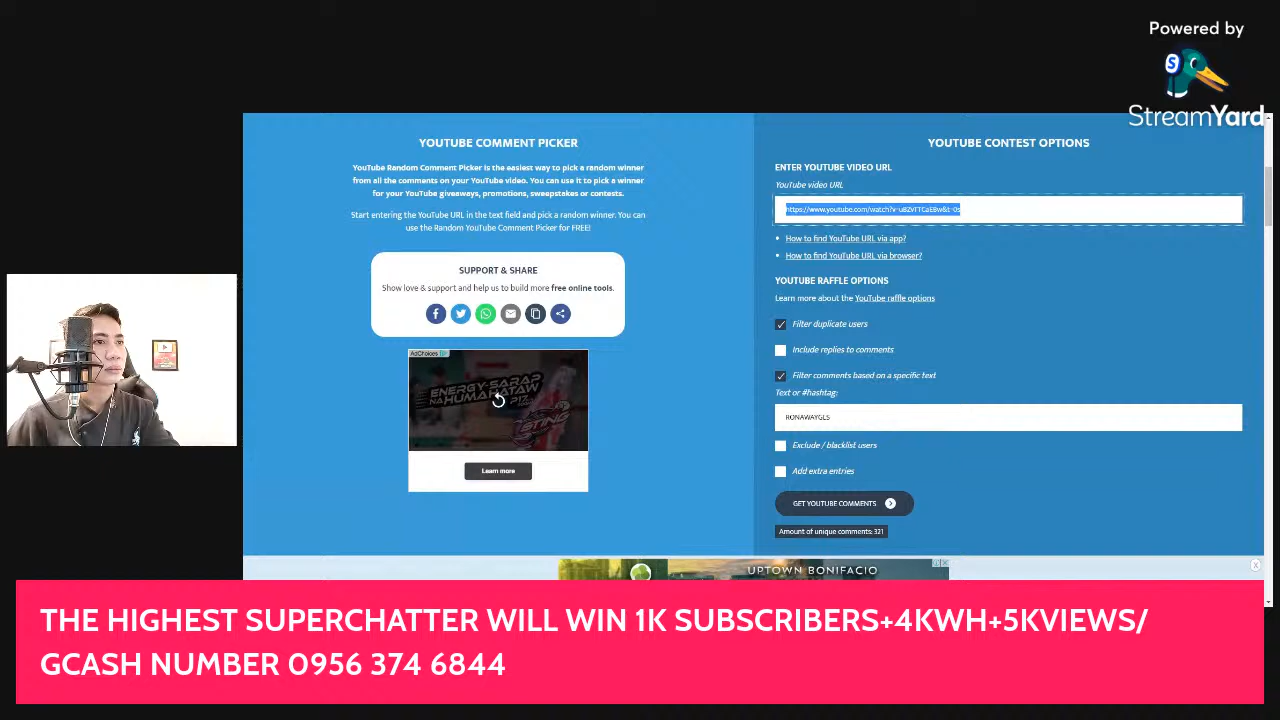 Powered by
StreamYard
YOUTUBE COMMENT PICKER
YouTube Random Comment Picker is the easiest way to pick a random winner
from all the comments on your YouTube video. You can use it to pick a winner
for your YouTube giveaways, promotions, sweepstakes or contests.
Start entering the YouTube URL in the text field and pick a random winner. You can
use the Random YouTube Comment Picker for FREE!
SUPPORT & SHARE
Show love & support and help us to build more free online tools.
AdChoices
ENERGY-SARAP
NA HUMAHATAW
P17
STING
Learn more
YOUTUBE CONTEST OPTIONS
ENTER YOUTUBE VIDEO URL
YouTube video URL
How to find YouTube URL via app?
How to find YouTube URL via browser?
YOUTUBE RAFFLE OPTIONS
Learn more about the YouTube raffle options
Filter duplicate users
Include replies to comments
Filter comments based on a specific text
Text or #hashtag:
RONAWAYGLS
Exclude / blacklist users
Add extra entries
GET YOUTUBE COMMENTS
Amount of unique comments: 321
UPTOWN BONIFACIO
THE HIGHEST SUPERCHATTER WILL WIN 1K SUBSCRIBERS+4KWH+5KVIEWS/
GCASH NUMBER 0956 374 6844